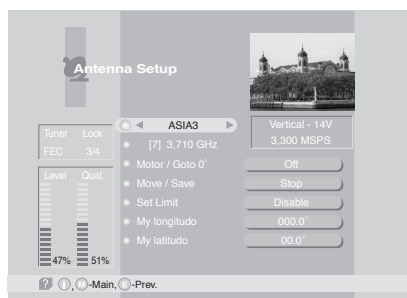 Antenna Setup
Tuner Lock
FEC 3/4
Level Qual.
47% 51%
ASIA3
[7] 3,710 GHz
Motor / Goto 0°
Move / Save
Set Limit
My longitudo
My latitudo
Vertical - 14V
3,300 MSPS
Off
Stop
Disable
000.0°
00.0°
? I, M-Main, E-Prev.